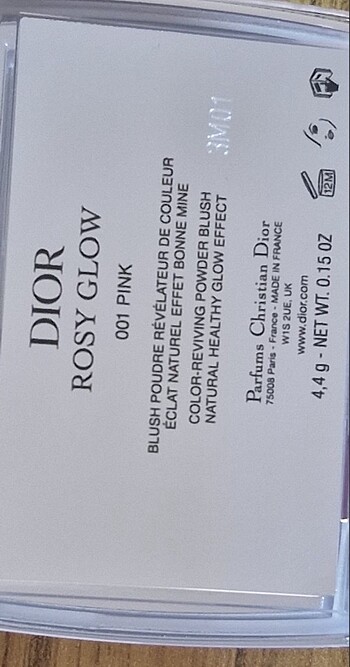 DIOR
ROSY GLOW
001 PINK
BLUSH POUDRE RÉVÉLATEUR DE COULEUR
ÉCLAT NATUREL EFFET BONNE MINE
COLOR-REVIVING POWDER BLUSH
NATURAL HEALTHY GLOW EFFECT
3M01
Parfums Christian Dior
75008 Paris - France - MADE IN FRANCE
W1S 2UE, UK
www.dior.com
4,4 g - NET WT. 0.15 OZ
12M